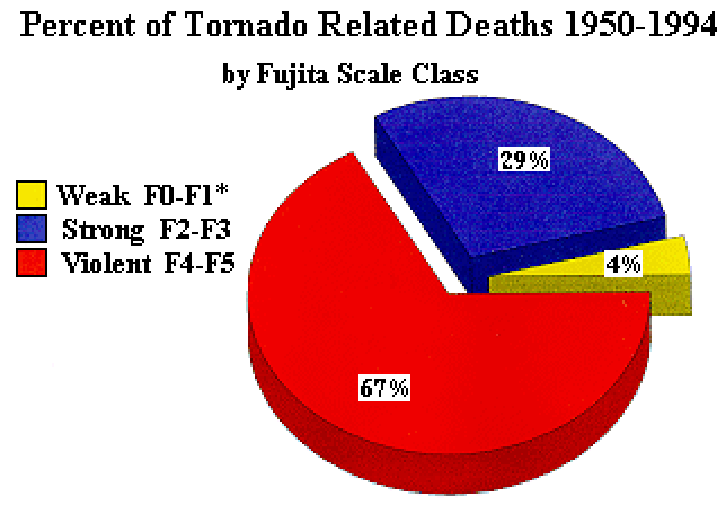 Percent of Tornado Related Deaths 1950-1994
by Fujita Scale Class
Weak F0-F1*
Strong F2-F3
Violent F4-F5
29%
4%
67%